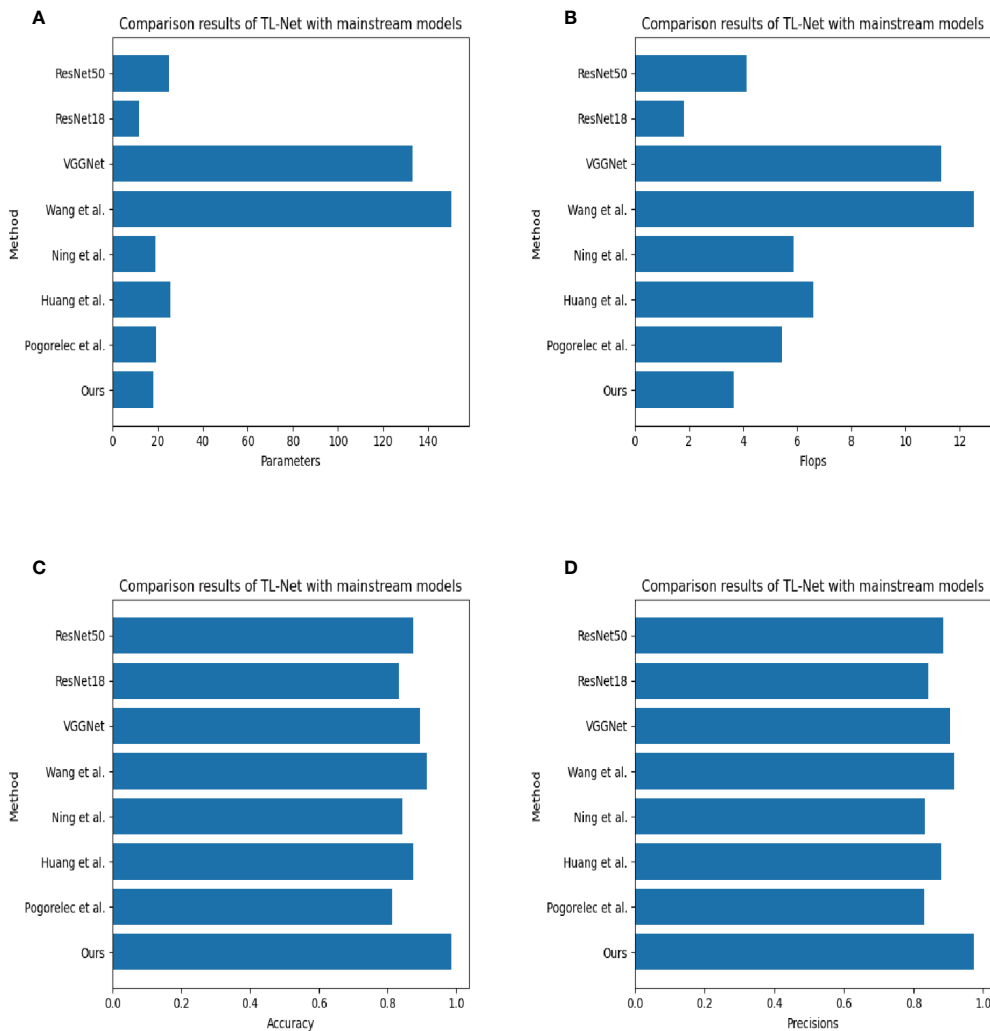 A
Comparison results of TL-Net with mainstream models
ResNet50
ResNet18
VGGNet
Wang et al.
Ning et al.
Huang et al.
Pogorelec et al.
Ours
Method
0 20 40 60 80 100 120 140
Parameters
B
Comparison results of TL-Net with mainstream models
ResNet50
ResNet18
VGGNet
Wang et al.
Ning et al.
Huang et al.
Pogorelec et al.
Ours
Method
0 2 4 6 8 10 12
Flops
C
Comparison results of TL-Net with mainstream models
ResNet50
ResNet18
VGGNet
Wang et al.
Ning et al.
Huang et al.
Pogorelec et al.
Ours
Method
0.0 0.2 0.4 0.6 0.8 1.0
Accuracy
D
Comparison results of TL-Net with mainstream models
ResNet50
ResNet18
VGGNet
Wang et al.
Ning et al.
Huang et al.
Pogorelec et al.
Ours
Method
0.0 0.2 0.4 0.6 0.8 1.0
Precisions